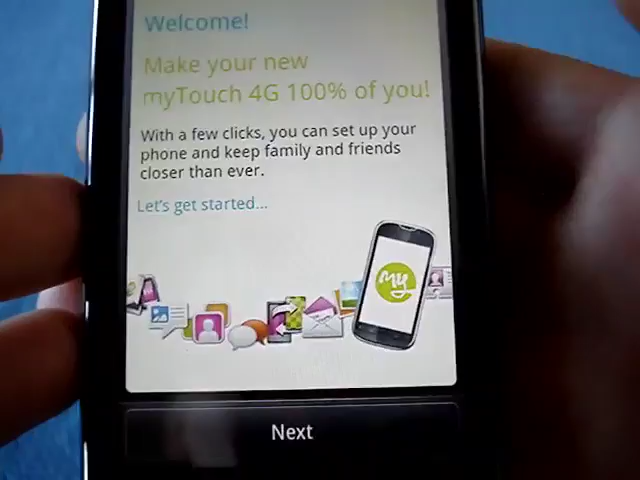 Welcome!
Make your new
myTouch 4G 100% of you!
With a few clicks, you can set up your
phone and keep family and friends
closer than ever.
Let's get started...
my
Next